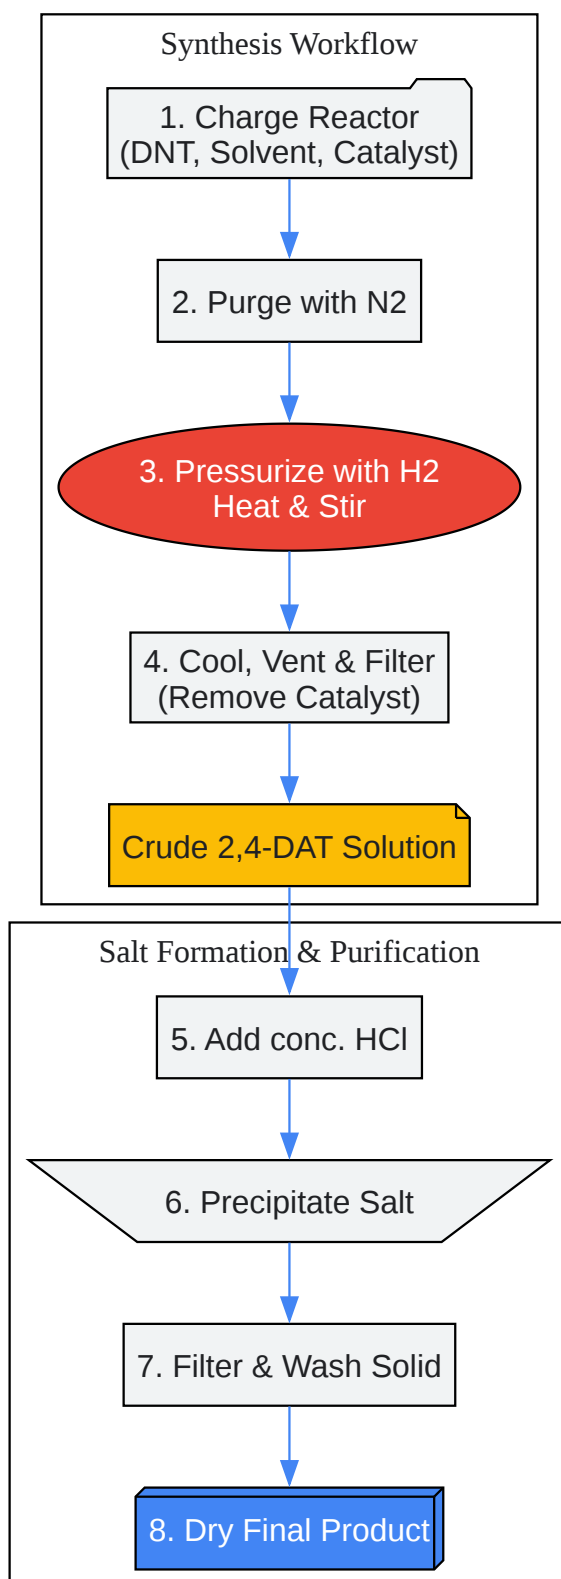 Synthesis Workflow
1. Charge Reactor
(DNT, Solvent, Catalyst)
2. Purge with N2
3. Pressurize with H2
Heat & Stir
4. Cool, Vent & Filter
(Remove Catalyst)
Crude 2,4-DAT Solution
Salt Formation & Purification
5. Add conc. HCl
6. Precipitate Salt
7. Filter & Wash Solid
8. Dry Final Product